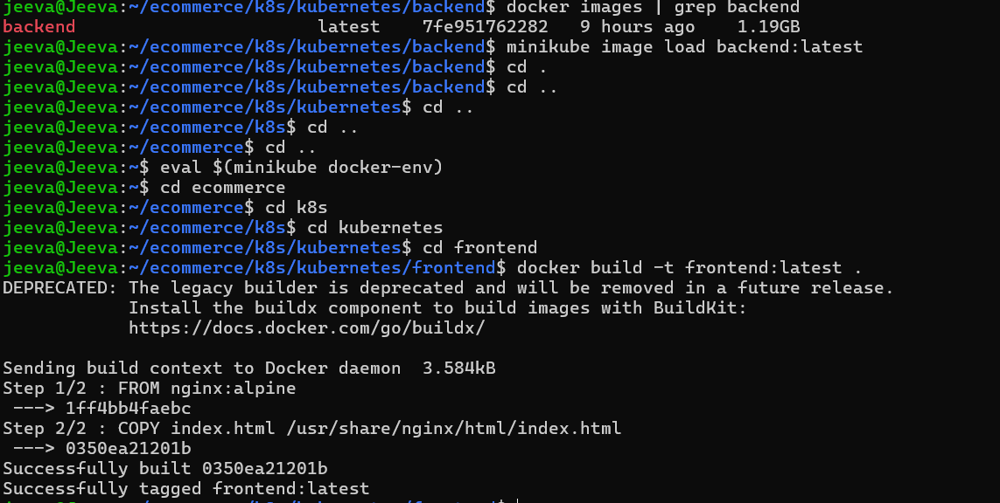 jeeva@Jeeva:~/ecommerce/k8s/kubernetes/backend$ docker images | grep backend
backend                       latest    7fe951762282   9 hours ago    1.19GB
jeeva@Jeeva:~/ecommerce/k8s/kubernetes/backend$ minikube image load backend:latest
jeeva@Jeeva:~/ecommerce/k8s/kubernetes/backend$ cd .
jeeva@Jeeva:~/ecommerce/k8s/kubernetes/backend$ cd ..
jeeva@Jeeva:~/ecommerce/k8s/kubernetes$ cd ..
jeeva@Jeeva:~/ecommerce/k8s$ cd ..
jeeva@Jeeva:~/ecommerce$ cd ..
jeeva@Jeeva:~$ eval $(minikube docker-env)
jeeva@Jeeva:~$ cd ecommerce
jeeva@Jeeva:~/ecommerce$ cd k8s
jeeva@Jeeva:~/ecommerce/k8s$ cd kubernetes
jeeva@Jeeva:~/ecommerce/k8s/kubernetes$ cd frontend
jeeva@Jeeva:~/ecommerce/k8s/kubernetes/frontend$ docker build -t frontend:latest .
DEPRECATED: The legacy builder is deprecated and will be removed in a future release.
            Install the buildx component to build images with BuildKit:
            https://docs.docker.com/go/buildx/

Sending build context to Docker daemon  3.584kB
Step 1/2 : FROM nginx:alpine
 ---> 1ff4bb4faebc
Step 2/2 : COPY index.html /usr/share/nginx/html/index.html
 ---> 0350ea21201b
Successfully built 0350ea21201b
Successfully tagged frontend:latest